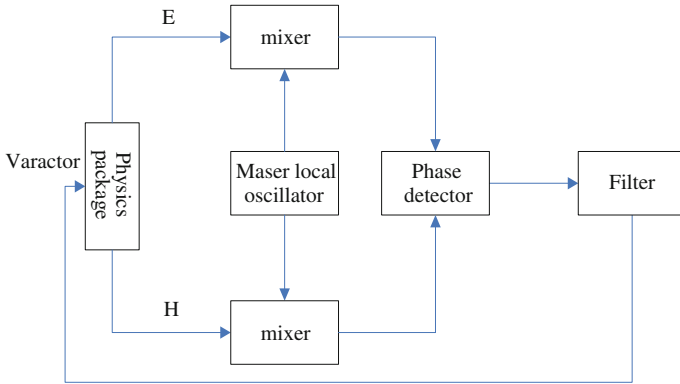 E
mixer
Varactor
Physics
package
Maser local
oscillator
Phase
detector
Filter
H
mixer